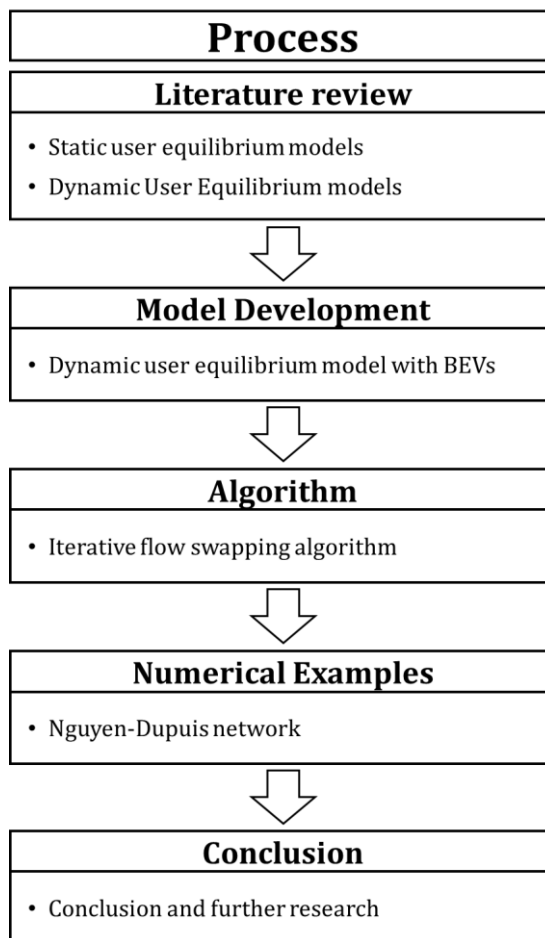 Process
Literature review
• Static user equilibrium models
• Dynamic User Equilibrium models
Model Development
• Dynamic user equilibrium model with BEVs
Algorithm
• Iterative flow swapping algorithm
Numerical Examples
• Nguyen-Dupuis network
Conclusion
• Conclusion and further research